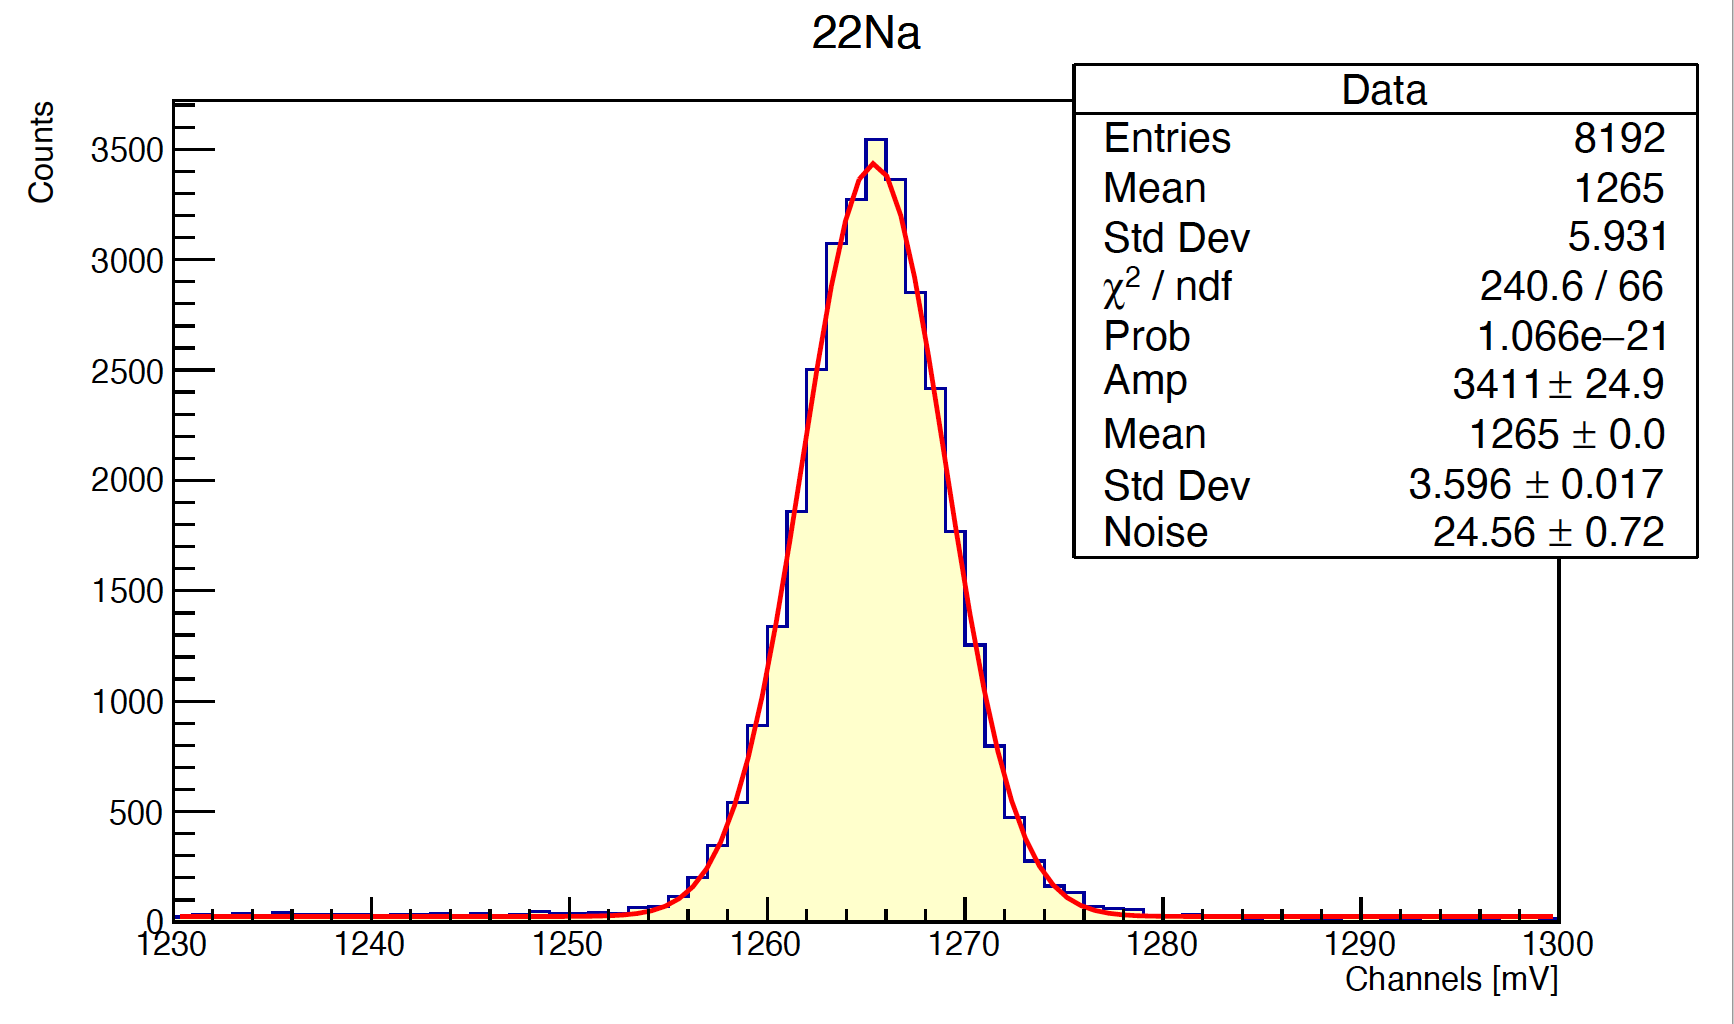 22Na
Counts
Data
Entries 8192
Mean 1265
Std Dev 5.931
χ² / ndf 240.6 / 66
Prob 1.066e−21
Amp 3411± 24.9
Mean 1265 ± 0.0
Std Dev 3.596 ± 0.017
Noise 24.56 ± 0.72
3500
3000
2500
2000
1500
1000
500
0
1230 1240 1250 1260 1270 1280 1290 1300
Channels [mV]